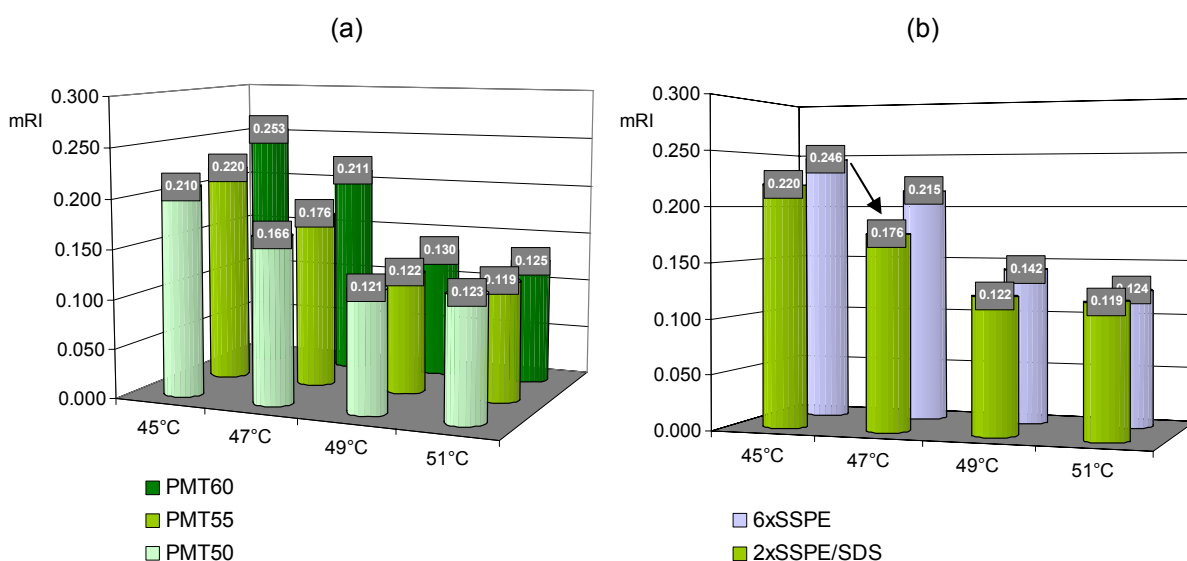 (a)
mRI
0.300
0.250
0.200
0.150
0.100
0.050
0.000
0.210
0.220
0.253
0.166
0.176
0.211
0.121
0.122
0.130
0.123
0.119
0.125
45°C
47°C
49°C
51°C
PMT60
PMT55
PMT50
(b)
mRI
0.300
0.250
0.200
0.150
0.100
0.050
0.000
0.220
0.246
0.176
0.215
0.122
0.142
0.119
0.124
45°C
47°C
49°C
51°C
6xSSPE
2xSSPE/SDS